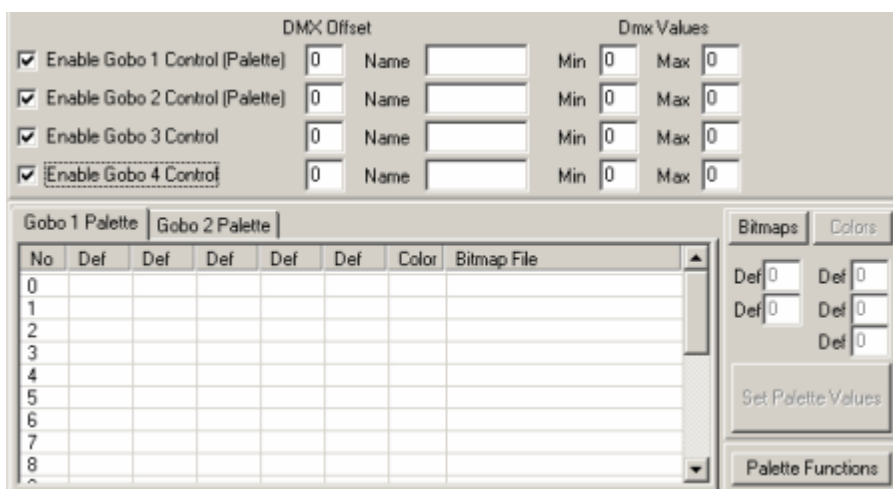 DMX Offset Dmx Values
Enable Gobo 1 Control (Palette) 0 Name Min 0 Max 0
Enable Gobo 2 Control (Palette) 0 Name Min 0 Max 0
Enable Gobo 3 Control 0 Name Min 0 Max 0
Enable Gobo 4 Control 0 Name Min 0 Max 0
Gobo 1 Palette Gobo 2 Palette
No Def Def Def Def Def Color Bitmap File
0
1
2
3
4
5
6
7
8
Bitmaps Colors
Def 0 Def 0
Def 0 Def 0
Def 0
Set Palette Values
Palette Functions